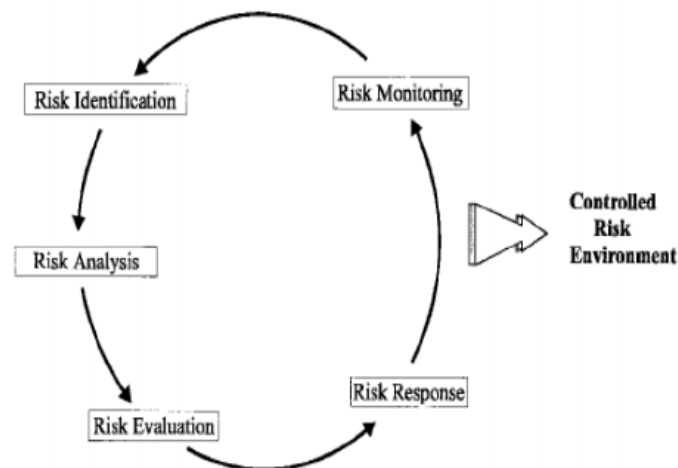 Risk Identification
Risk Monitoring
Controlled
Risk
Environment
Risk Analysis
Risk Response
Risk Evaluation